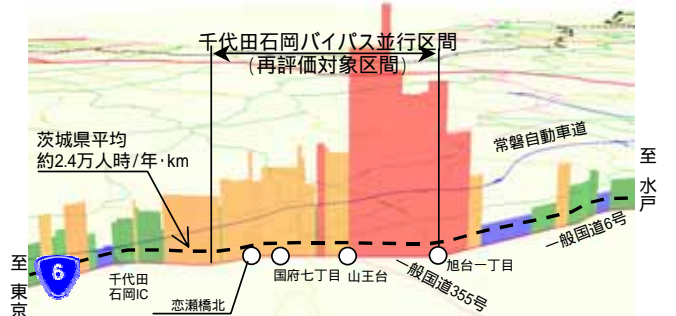 千代田石岡バイパス並行区間
(再評価対象区間)
茨城県平均
約2.4万人時/年・km
常磐自動車道
至 水戸
一般国道6号
至 東京
6
千代田
石岡IC
恋瀬橋北
国府七丁目
山王台
一般国道355号
旭台一丁目